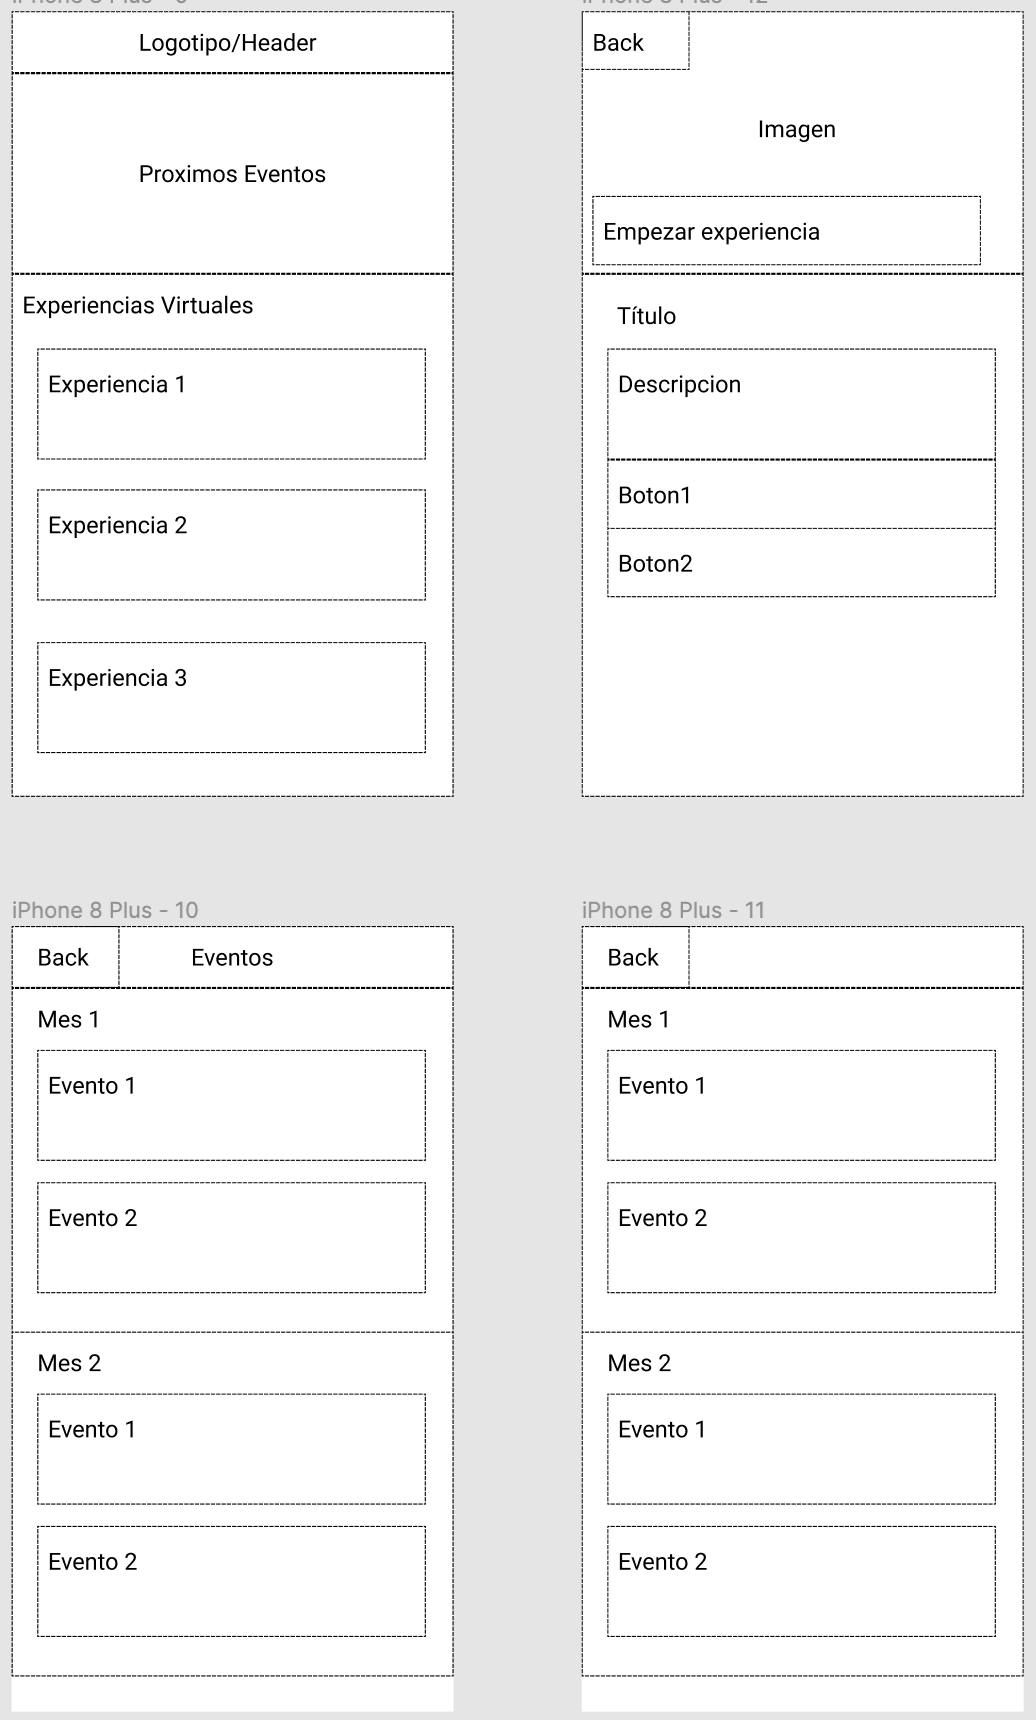 Logotipo/Header
Proximos Eventos
Experiencias Virtuales
Experiencia 1
Experiencia 2
Experiencia 3
Back
Imagen
Empezar experiencia
Título
Descripcion
Boton1
Boton2
iPhone 8 Plus - 10
Back
Eventos
Mes 1
Evento 1
Evento 2
Mes 2
Evento 1
Evento 2
iPhone 8 Plus - 11
Back
Mes 1
Evento 1
Evento 2
Mes 2
Evento 1
Evento 2